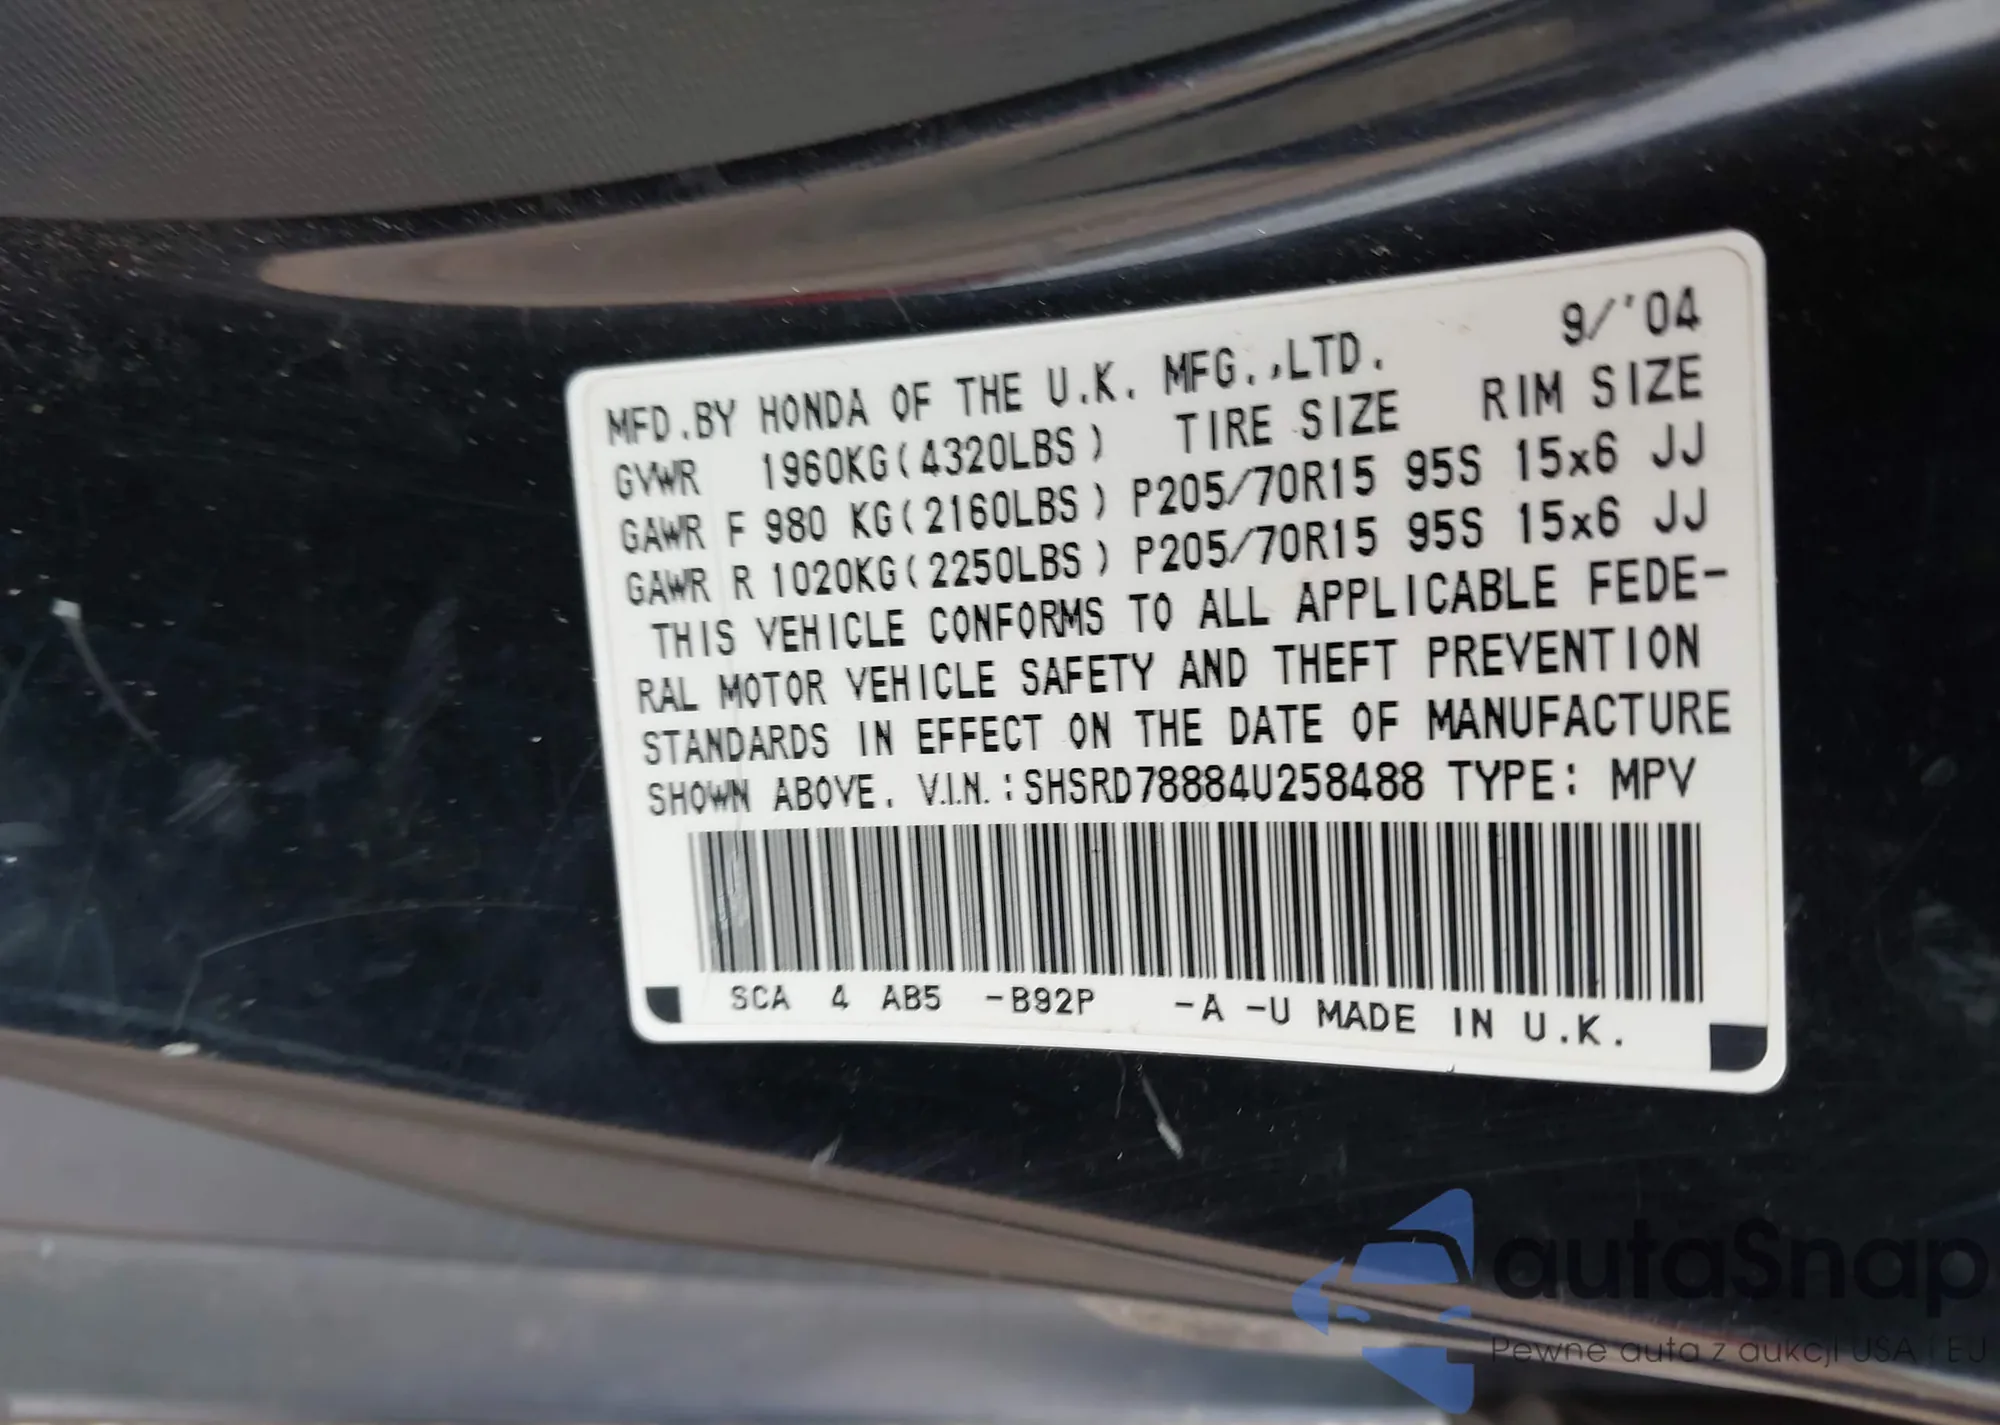 9/'04
MFD.BY HONDA OF THE U.K. MFG.,LTD.
GVWR 1960KG(4320LBS) TIRE SIZE RIM SIZE
GAWR F 980 KG(2160LBS) P205/70R15 95S 15x6 JJ
GAWR R 1020KG(2250LBS) P205/70R15 95S 15x6 JJ
THIS VEHICLE CONFORMS TO ALL APPLICABLE FEDE-
RAL MOTOR VEHICLE SAFETY AND THEFT PREVENTION
STANDARDS IN EFFECT ON THE DATE OF MANUFACTURE
SHOWN ABOVE. V.I.N.:SHSRD78884U258488 TYPE: MPV
SCA 4 AB5 -B92P -A -U MADE IN U.K.
autaSnap
Pewne auta z aukcji USA i EU